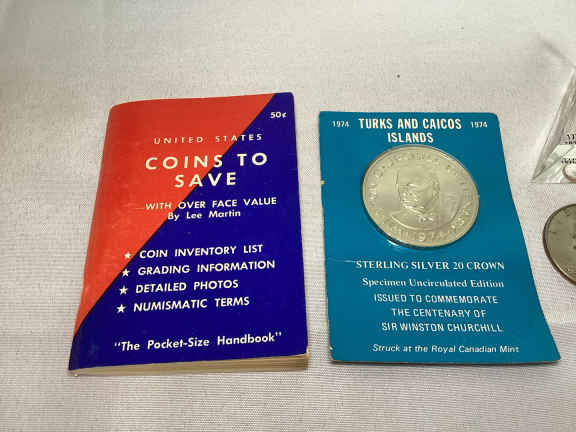 50¢
UNITED STATES
COINS TO
SAVE
WITH OVER FACE VALUE
By Lee Martin
★ COIN INVENTORY LIST
★ GRADING INFORMATION
★ DETAILED PHOTOS
★ NUMISMATIC TERMS
"The Pocket-Size Handbook"
1974 TURKS AND CAICOS 1974
ISLANDS
STERLING SILVER 20 CROWN
Specimen Uncirculated Edition
ISSUED TO COMMEMORATE
THE CENTENARY OF
SIR WINSTON CHURCHILL
Struck at the Royal Canadian Mint